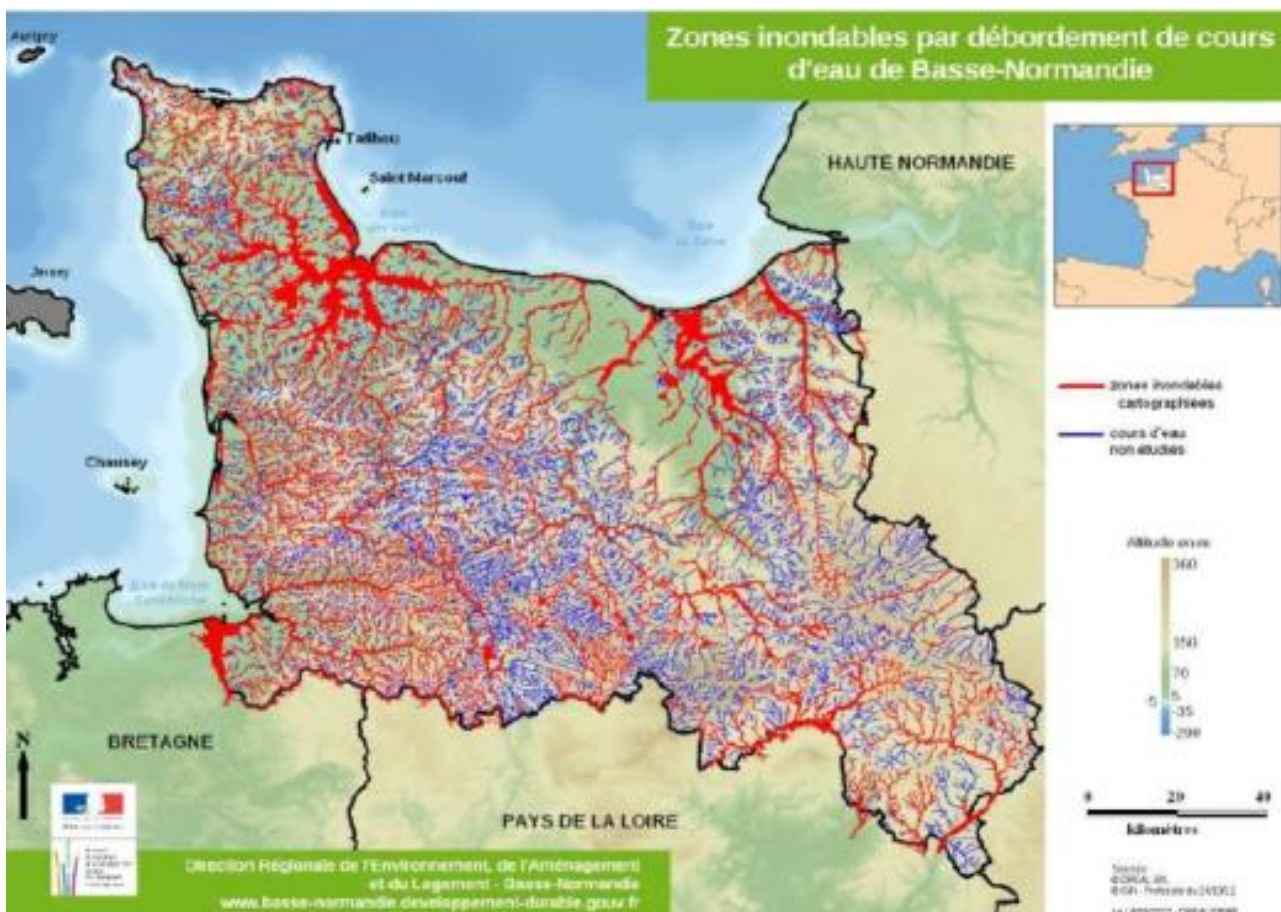 Zones inondables par débordement de cours
d'eau de Basse-Normandie
Aurigny
Tatihou
Saint Marcouf
HAUTE NORMANDIE
Jersey
Chausey
zones inondables
cartographiées
cours d'eau
non étudiés
Altitude en m
360
150
70
5
-5
-35
-200
N
BRETAGNE
PAYS DE LA LOIRE
0 20 40
kilomètres
Direction Régionale de l'Environnement, de l'Aménagement
et du Logement - Basse-Normandie
www.basse-normandie.developpement-durable.gouv.fr
Sources